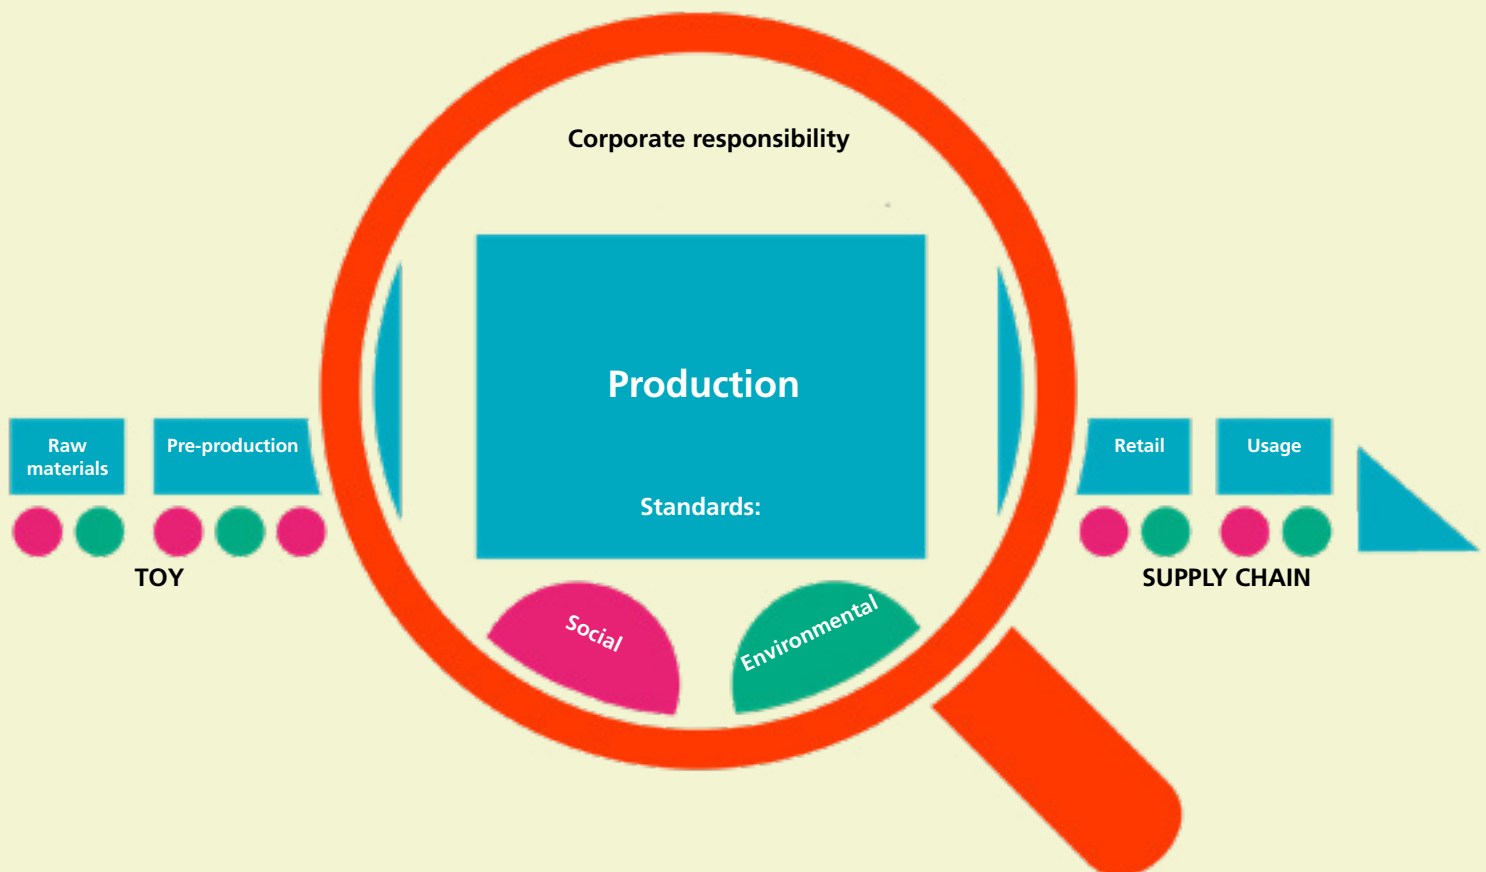 Corporate responsibility
Production
Standards:
Raw
materials
Pre-production
Retail
Usage
TOY
SUPPLY CHAIN
Social
Environmental